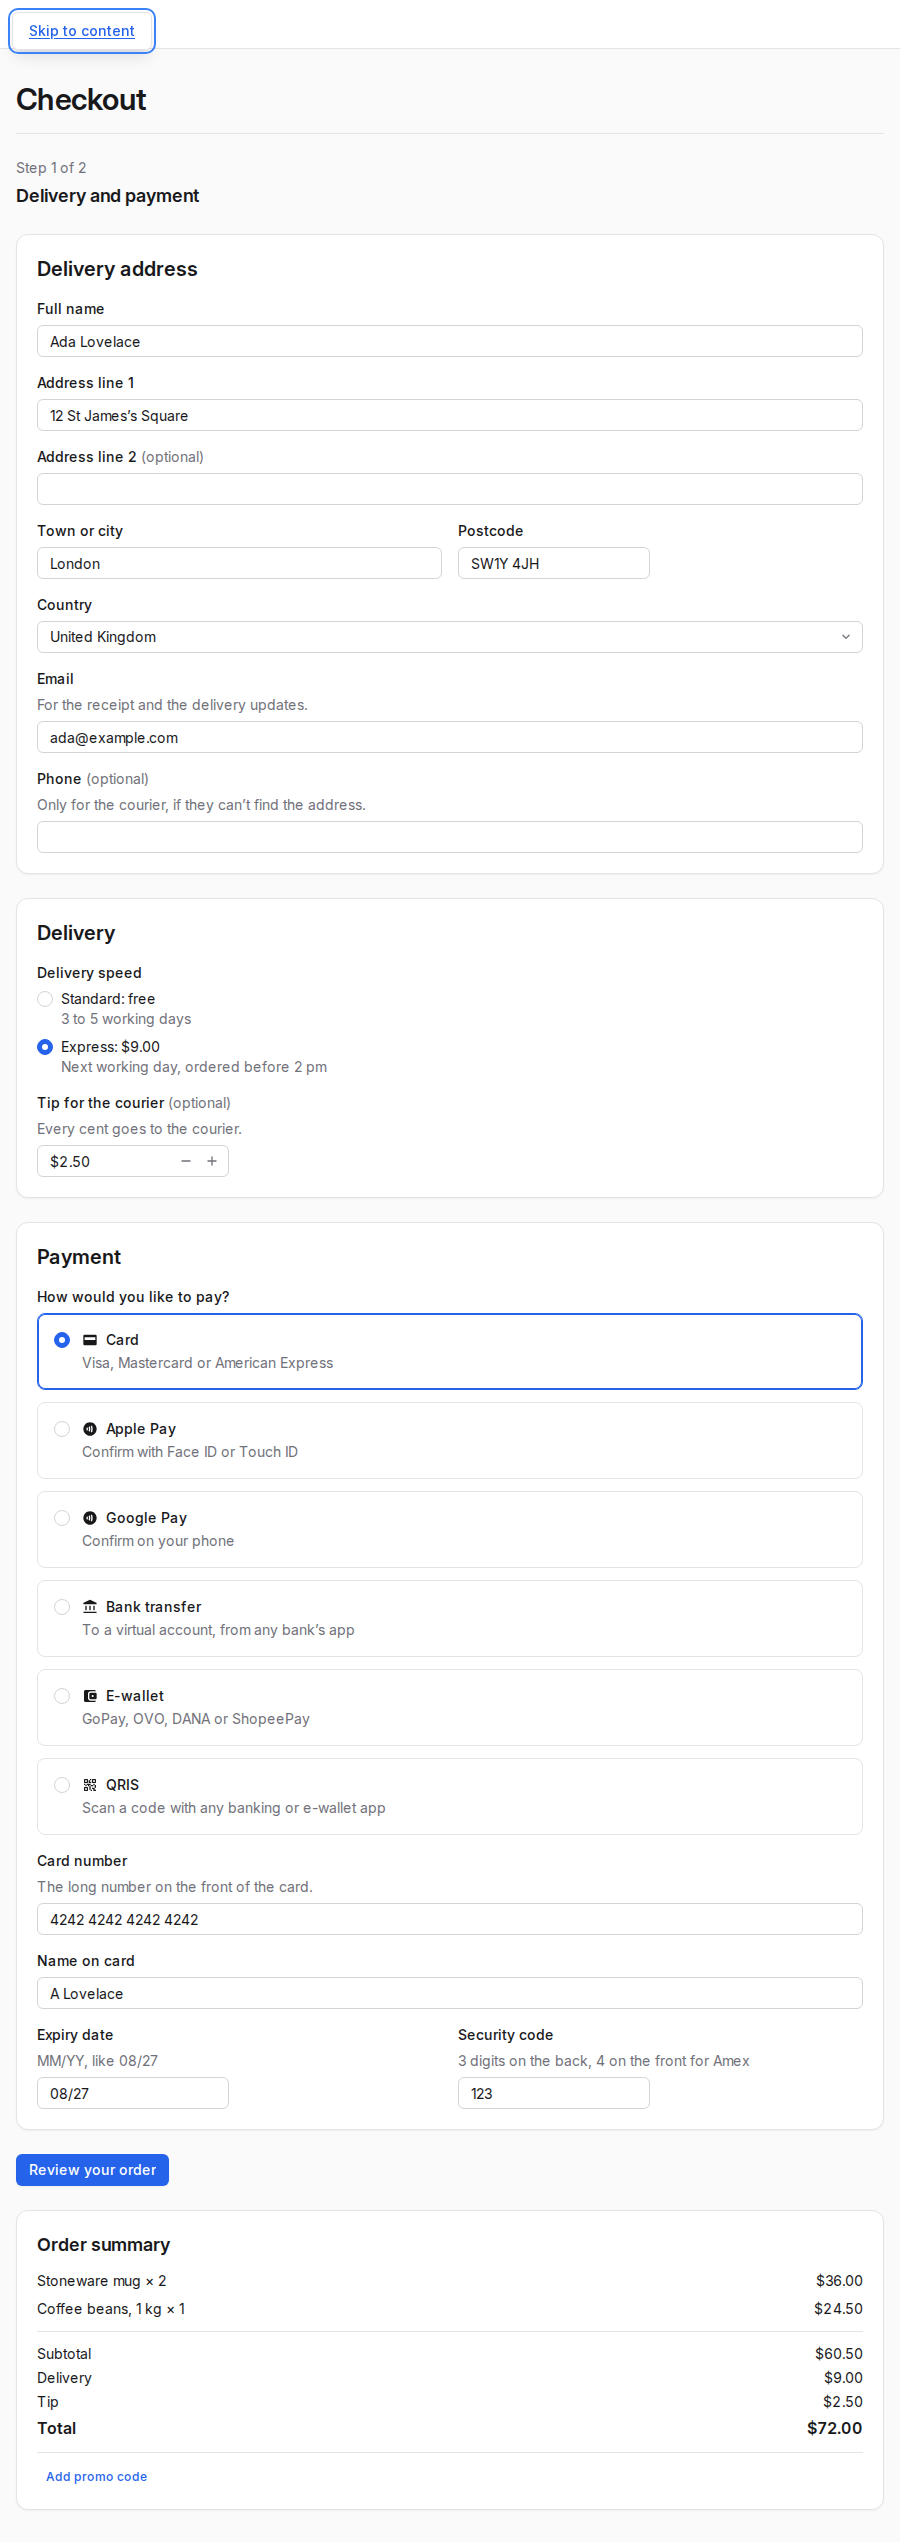 Skip to content
Checkout
Step 1 of 2
Delivery and payment
Delivery address
Full name
Ada Lovelace
Address line 1
12 St James’s Square
Address line 2 (optional)
Town or city
Postcode
London
SW1Y 4JH
Country
United Kingdom
Email
For the receipt and the delivery updates.
ada@example.com
Phone (optional)
Only for the courier, if they can’t find the address.
Delivery
Delivery speed
Standard: free
3 to 5 working days
Express: $9.00
Next working day, ordered before 2 pm
Tip for the courier (optional)
Every cent goes to the courier.
$2.50
Payment
How would you like to pay?
Card
Visa, Mastercard or American Express
Apple Pay
Confirm with Face ID or Touch ID
Google Pay
Confirm on your phone
Bank transfer
To a virtual account, from any bank’s app
E-wallet
GoPay, OVO, DANA or ShopeePay
QRIS
Scan a code with any banking or e-wallet app
Card number
The long number on the front of the card.
4242 4242 4242 4242
Name on card
A Lovelace
Expiry date
Security code
MM/YY, like 08/27
3 digits on the back, 4 on the front for Amex
08/27
123
Review your order
Order summary
Stoneware mug × 2 $36.00
Coffee beans, 1 kg × 1 $24.50
Subtotal $60.50
Delivery $9.00
Tip $2.50
Total $72.00
Add promo code